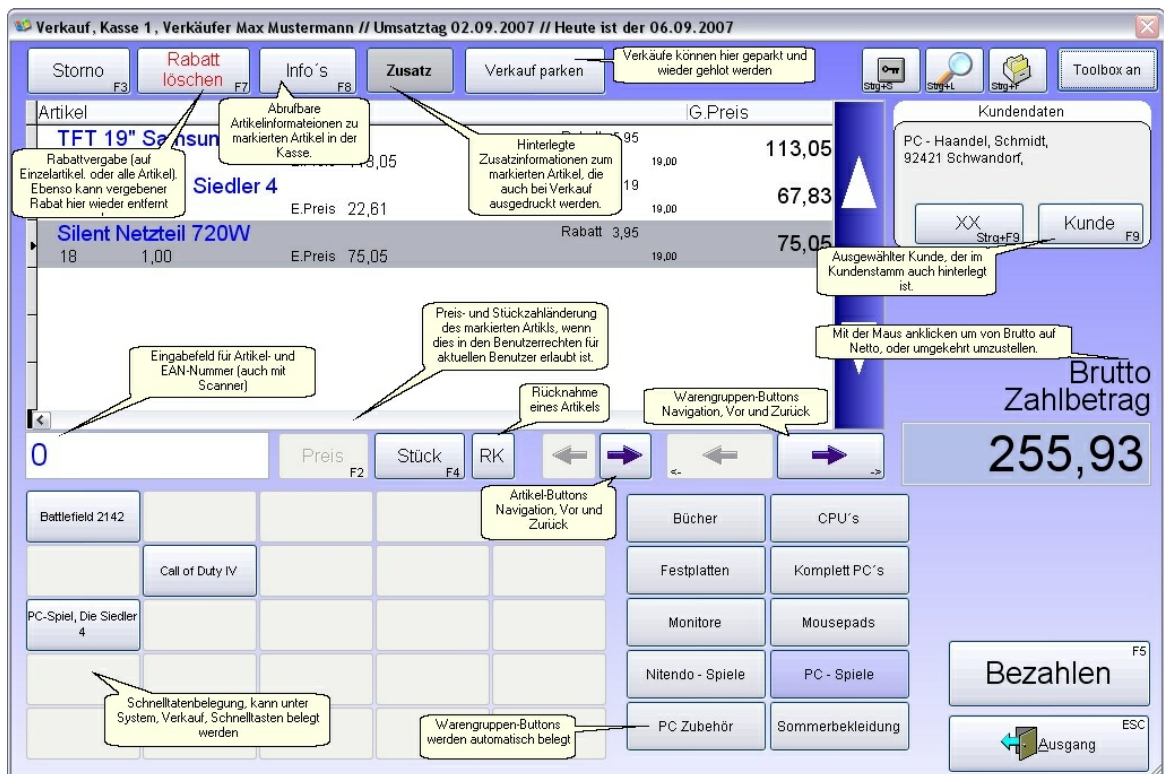 Verkauf, Kasse 1, Verkäufer Max Mustermann // Umsatztag 02.09.2007 // Heute ist der 06.09.2007
Storno
F3
Rabatt
löschen
F7
Info´s
F8
Zusatz
Verkauf parken
Verkäufe können hier geparkt und
wieder gehlot werden
Strg+S
Strg+L
Strg+F
Toolbox an
Artikel
G.Preis
TFT 19"
Rabattvergabe (auf
Einzelartikel. oder alle Artikel).
Ebenso kann vergebener
Rabat hier wieder entfernt
Abrufbare
Artikelinformateionen zu
markierten Artikel in der
Kasse.
Hinterlegte
Zusatzinformationen zum
markierten Artikel, die
auch bei Verkauf
ausgedruckt werden.
19,00
113,05
Siedler 4
E.Preis 22,61
19
19,00
67,83
Silent Netzteil 720W
Rabatt 3,95
18 1,00 E.Preis 75,05
19,00
75,05
Kundendaten
PC - Haandel, Schmidt,
92421 Schwandorf,
XX
Strg+F9
Kunde
F9
Ausgewählter Kunde, der im
Kundenstamm auch hinterlegt
ist.
Preis- und Stückzahländerung
des markierten Artikls, wenn
dies in den Benutzerrechten für
aktuellen Benutzer erlaubt ist.
Mit der Maus anklicken um von Brutto auf
Netto, oder umgekehrt umzustellen.
Eingabefeld für Artikel- und
EAN-Nummer (auch mit
Scanner)
Rücknahme
eines Artikels
Warengruppen-Buttons
Navigation, Vor und Zurück
Brutto
Zahlbetrag
255,93
0
Preis
F2
Stück
F4
RK
<-
->
Artikel-Buttons
Navigation, Vor und
Zurück
Battlefield 2142
Bücher
CPU´s
Call of Duty IV
Festplatten
Komplett PC´s
PC-Spiel, Die Siedler
4
Monitore
Mousepads
Nitendo - Spiele
PC - Spiele
Schnelltatenbelegung, kann unter
System, Verkauf, Schnelltasten belegt
werden
Warengruppen-Buttons
werden automatisch belegt
PC Zubehör
Sommerbekleidung
Bezahlen
F5
Ausgang
ESC